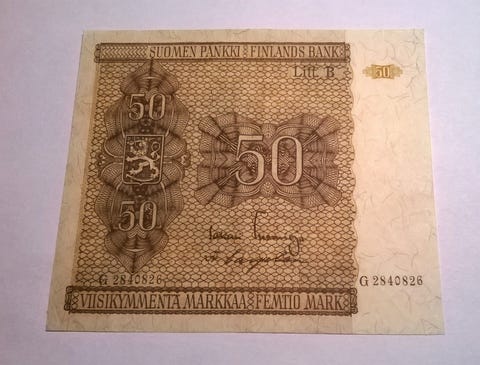 SUOMEN PANKKI FINLANDS BANK
Litt. B
50
50
50
50
G 2840826
G 2840826
VIISIKYMMENTÄ MARKKAA FEMTIO MARK